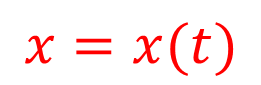 x = x(t)